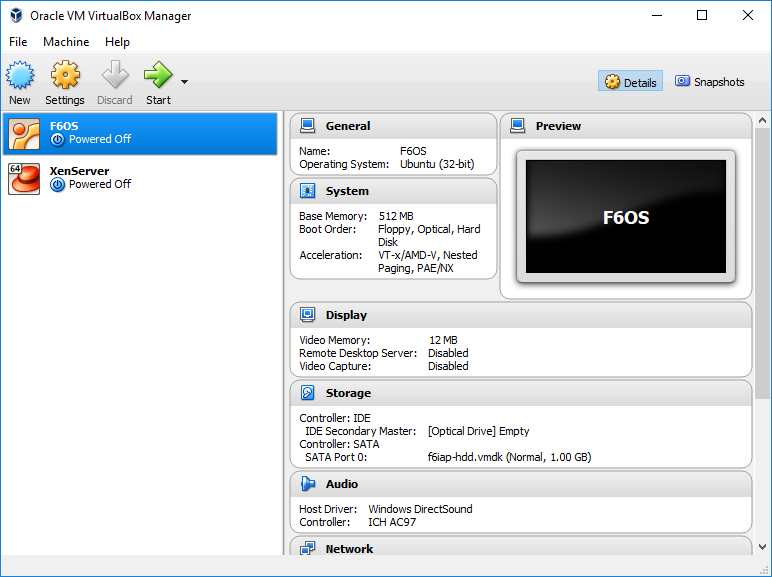 Oracle VM VirtualBox Manager
File Machine Help
New Settings Discard Start Details Snapshots
F6OS
Powered Off
64
XenServer
Powered Off
General
Name: F6OS
Operating System: Ubuntu (32-bit)
Preview
F6OS
System
Base Memory: 512 MB
Boot Order: Floppy, Optical, Hard
Disk
Acceleration: VT-x/AMD-V, Nested
Paging, PAE/NX
Display
Video Memory: 12 MB
Remote Desktop Server: Disabled
Video Capture: Disabled
Storage
Controller: IDE
IDE Secondary Master: [Optical Drive] Empty
Controller: SATA
SATA Port 0: f6iap-hdd.vmdk (Normal, 1.00 GB)
Audio
Host Driver: Windows DirectSound
Controller: ICH AC97
Network